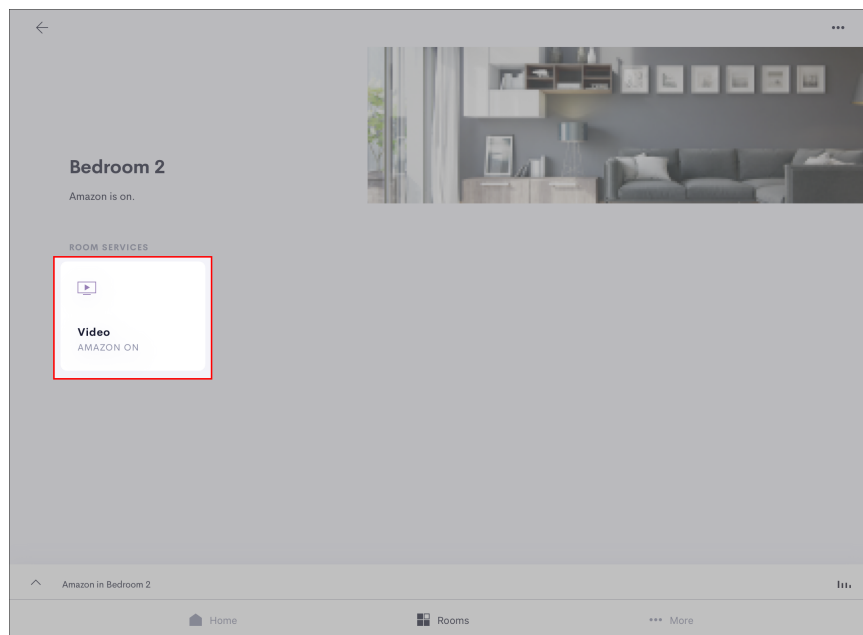 Bedroom 2
Amazon is on.
ROOM SERVICES
Video
AMAZON ON
Amazon in Bedroom 2
Home
Rooms
More